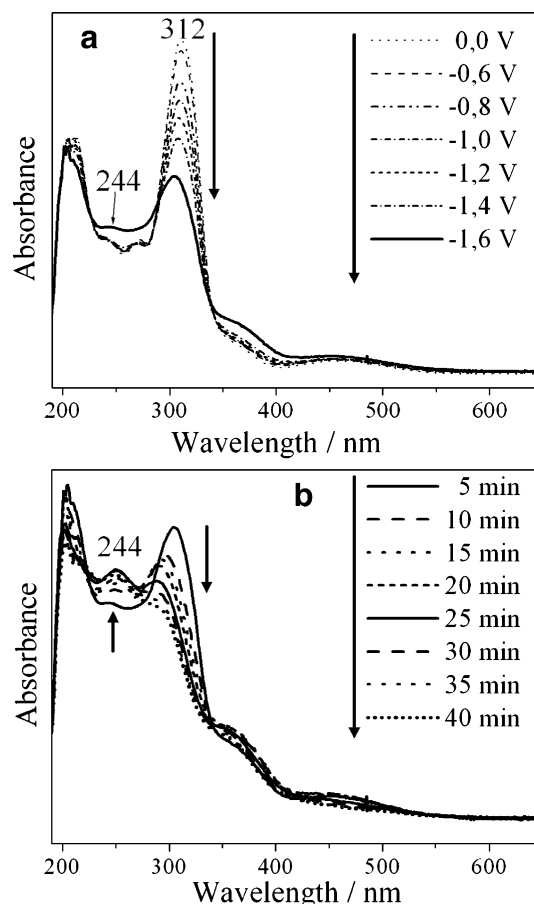 a
312
244
0,0 V
-0,6 V
-0,8 V
-1,0 V
-1,2 V
-1,4 V
-1,6 V
Absorbance
200 300 400 500 600
Wavelength / nm
b
244
5 min
10 min
15 min
20 min
25 min
30 min
35 min
40 min
Absorbance
200 300 400 500 600
Wavelength / nm